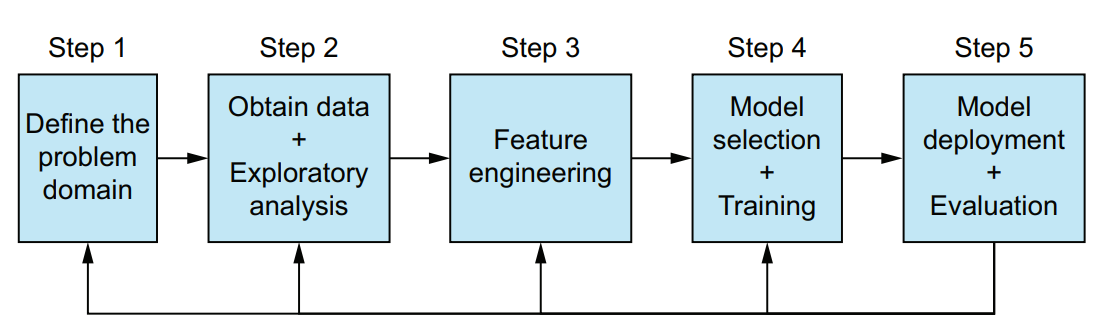 Step 1
Step 2
Step 3
Step 4
Step 5
Define the
problem
domain
Obtain data
+
Exploratory
analysis
Feature
engineering
Model
selection
+
Training
Model
deployment
+
Evaluation